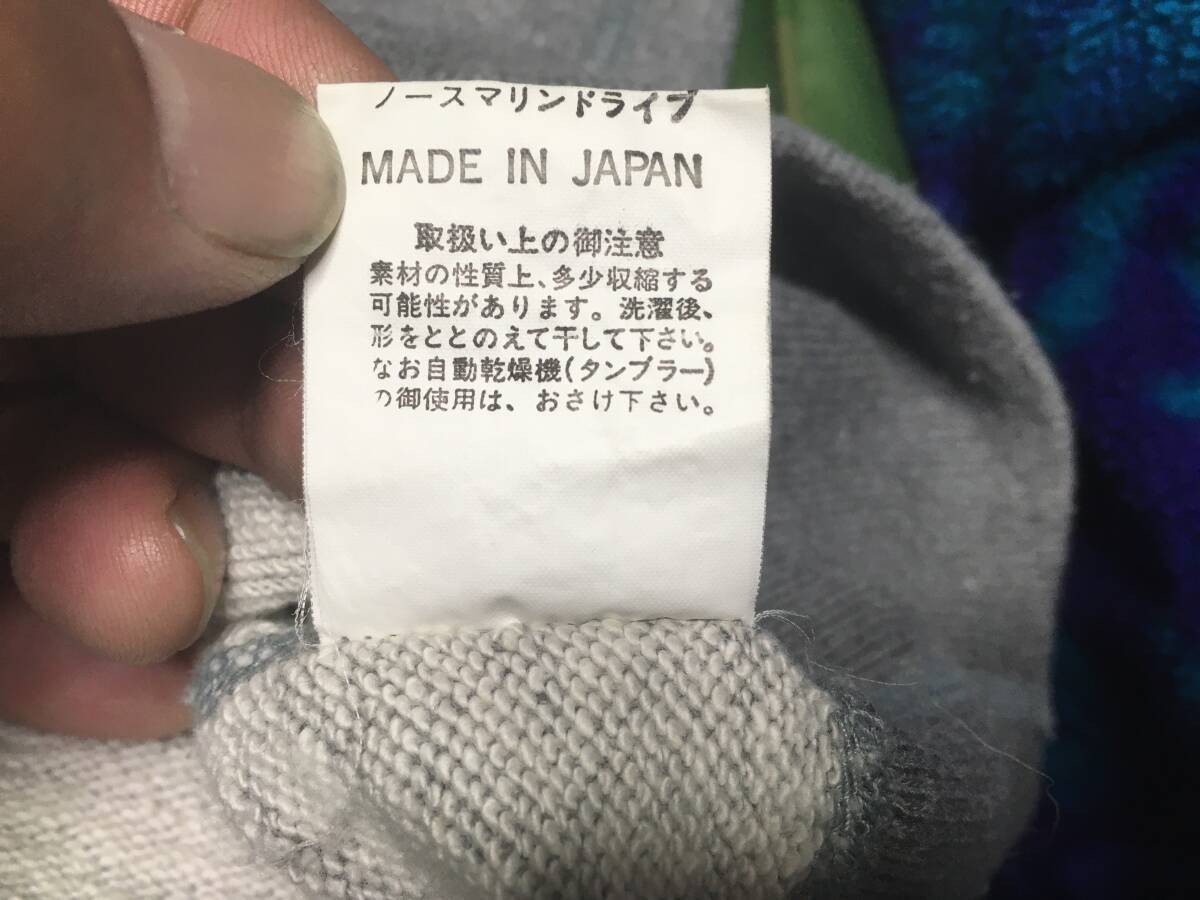 ノースマリンドライブ
MADE IN JAPAN
取扱い上の御注意
素材の性質上、多少収縮する
可能性があります。洗濯後、
形をととのえて干して下さい。
なお自動乾燥機(タンブラー)
の御使用は、おさけ下さい。